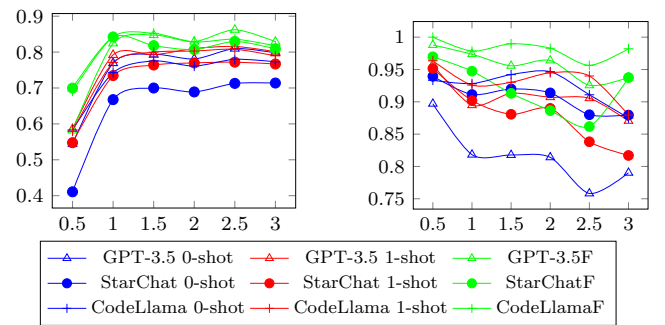 0.9
0.8
0.7
0.6
0.5
0.4
0.5 1 1.5 2 2.5 3
1
0.95
0.9
0.85
0.8
0.75
0.5 1 1.5 2 2.5 3
GPT-3.5 0-shot GPT-3.5 1-shot GPT-3.5F
StarChat 0-shot StarChat 1-shot StarChatF
CodeLlama 0-shot CodeLlama 1-shot CodeLlamaF